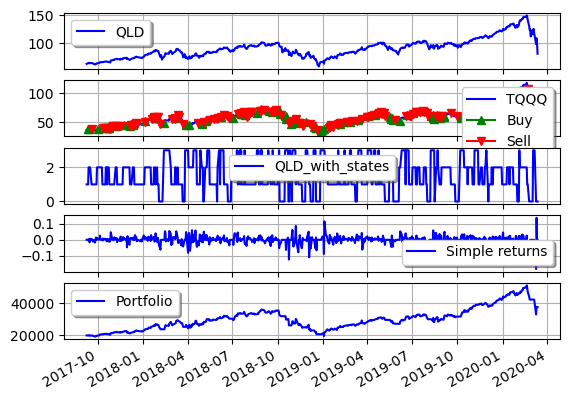 150
100
QLD
100
50
TQQQ
Buy
Sell
2
0
QLD_with_states
0.1
0.0
−0.1
Simple returns
40000
20000
Portfolio
2017-10 2018-01 2018-04 2018-07 2018-10 2019-01 2019-04 2019-07 2019-10 2020-01 2020-04